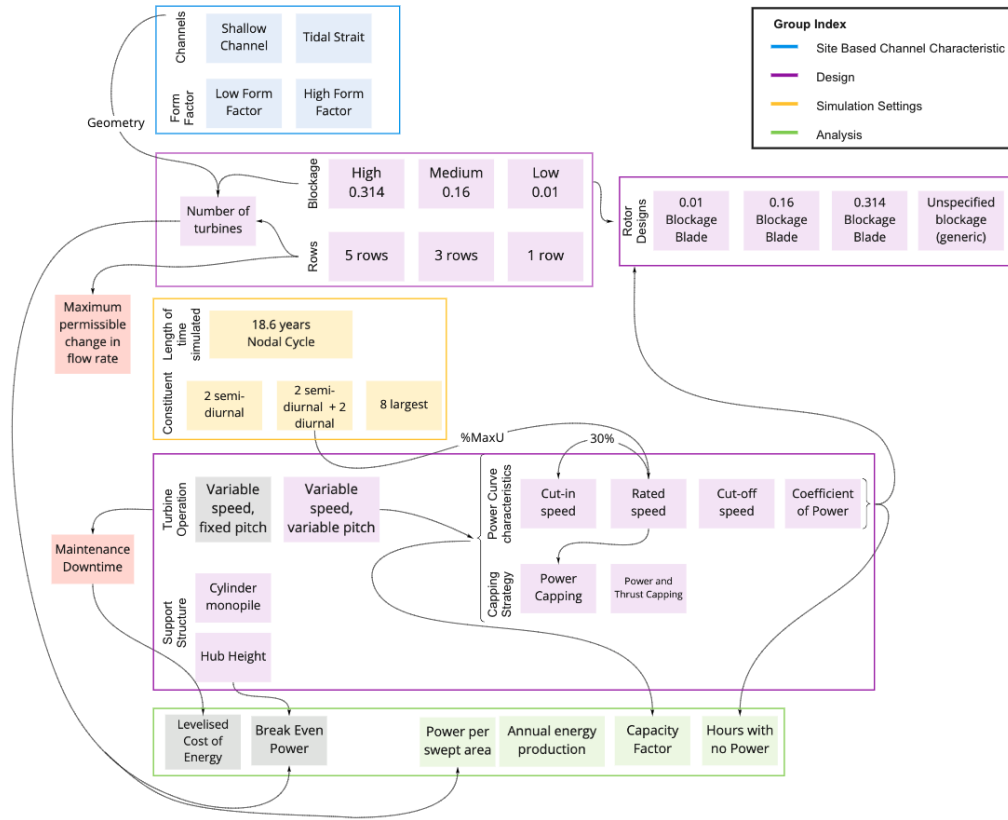 Channels
Shallow
Channel
Tidal Strait
Form
Factor
Low Form
Factor
High Form
Factor
Geometry
Group Index
Site Based Channel Characteristic
Design
Simulation Settings
Analysis
Blockage
High
0.314
Medium
0.16
Low
0.01
Number of
turbines
Rows
5 rows
3 rows
1 row
Rotor
Designs
0.01
Blockage
Blade
0.16
Blockage
Blade
0.314
Blockage
Blade
Unspecified
blockage
(generic)
Maximum
permissible
change in
flow rate
Length of
time
simulated
18.6 years
Nodal Cycle
Constituent
2 semi-
diurnal
2 semi-
diurnal + 2
diurnal
8 largest
%MaxU
30%
Turbine
Operation
Variable
speed,
fixed pitch
Variable
speed,
variable pitch
Power Curve
characteristics
Cut-in
speed
Rated
speed
Cut-off
speed
Coefficient
of Power
Maintenance
Downtime
Capping
Strategy
Power
Capping
Power and
Thrust Capping
Support
Structure
Cylinder
monopile
Hub Height
Levelised
Cost of
Energy
Break Even
Power
Power per
swept area
Annual energy
production
Capacity
Factor
Hours with
no Power